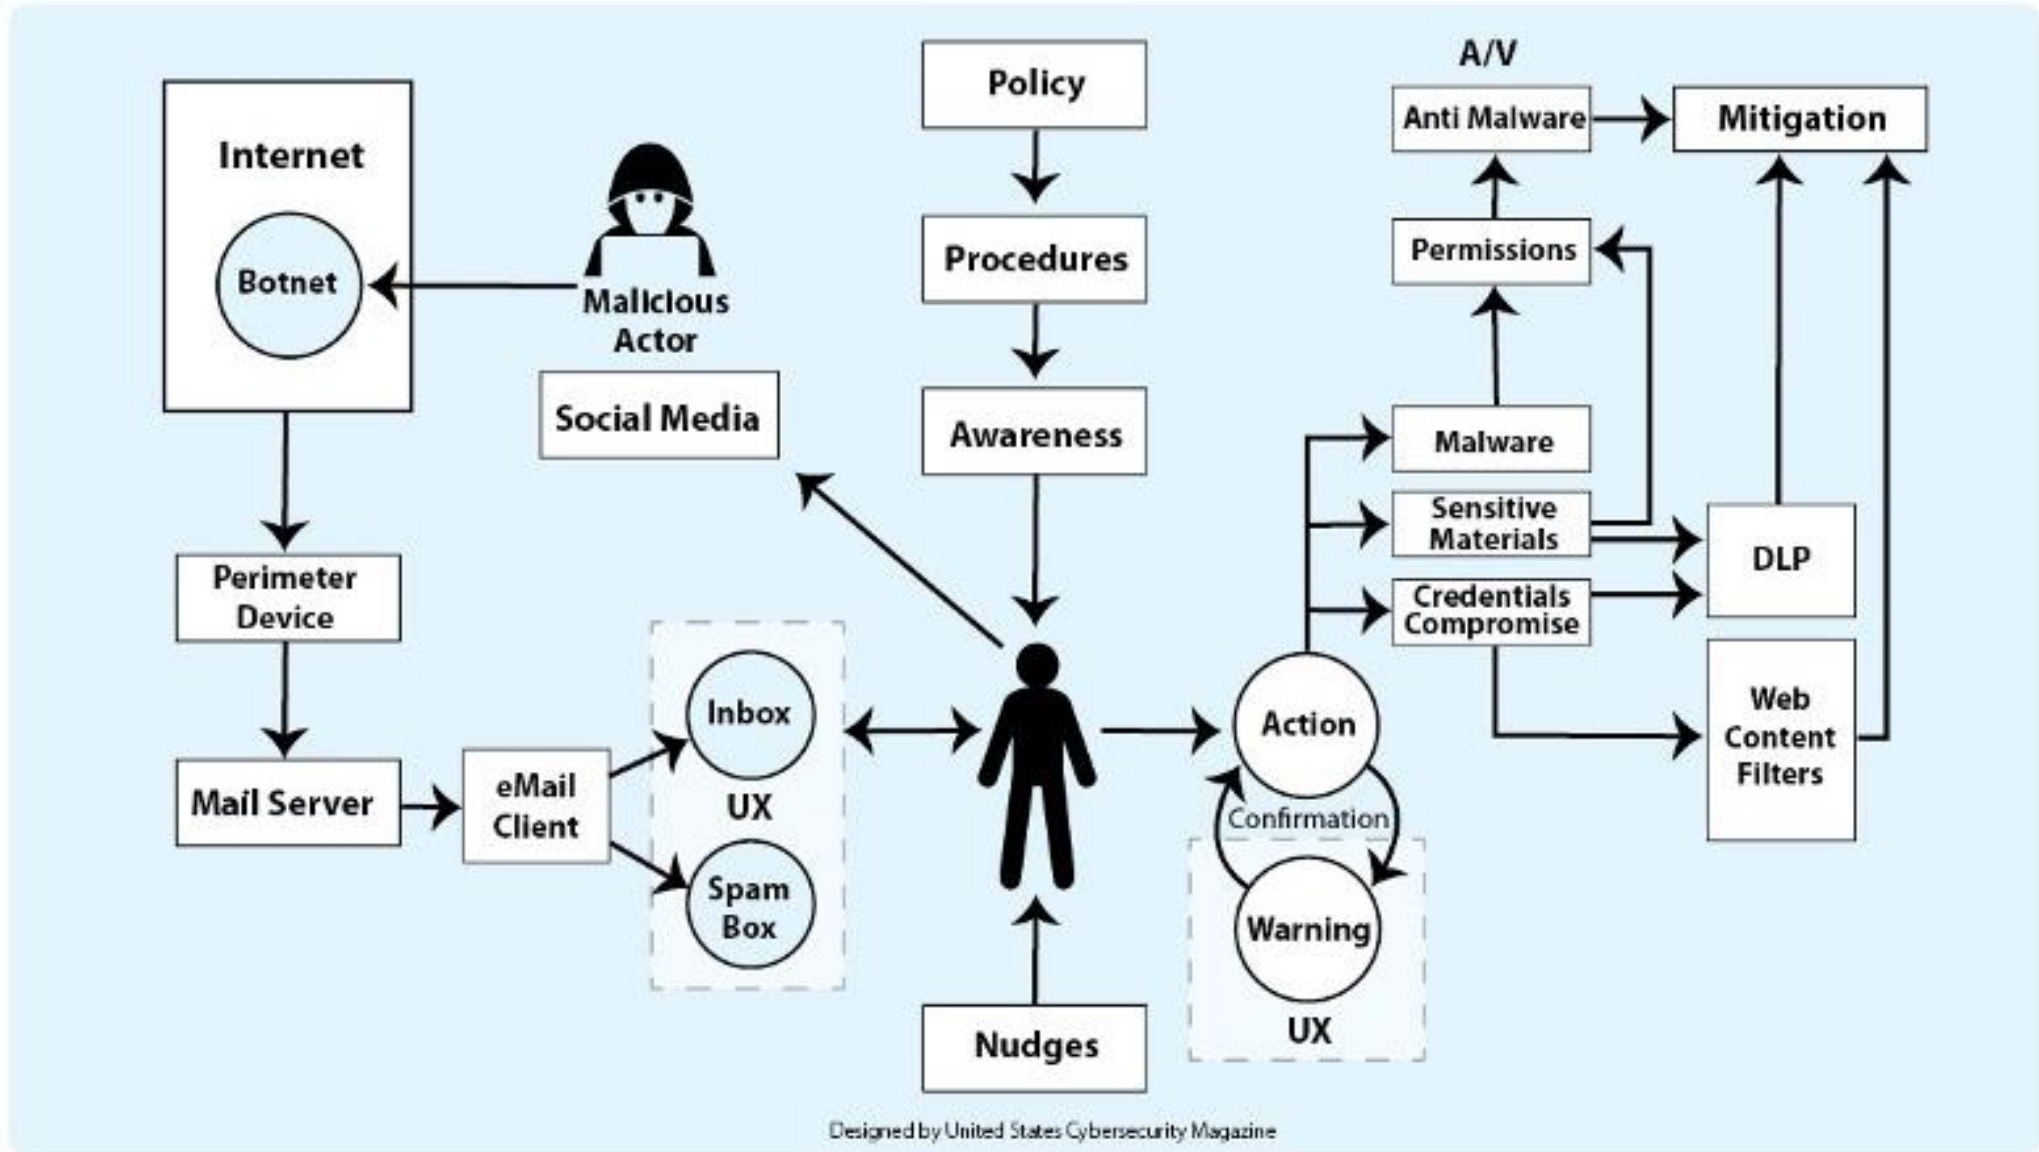 Internet
Botnet
Malicious
Actor
Social Media
Perimeter
Device
Mail Server
eMail
Client
Inbox
UX
Spam
Box
Policy
Procedures
Awareness
Nudges
Action
Confirmation
Warning
UX
A/V
Anti Malware
Mitigation
Permissions
Malware
Sensitive
Materials
Credentials
Compromise
DLP
Web
Content
Filters
Designed by United States Cybersecurity Magazine